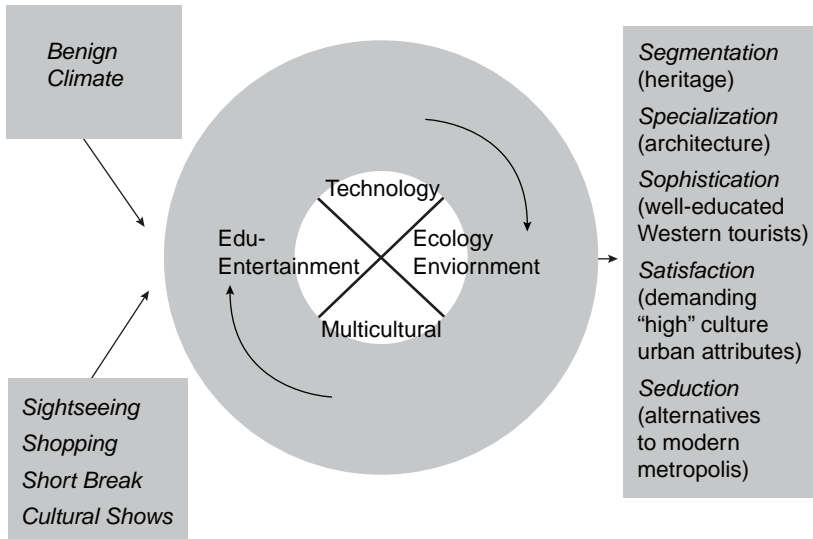 Benign
Climate
Sightseeing
Shopping
Short Break
Cultural Shows
Technology
Edu-
Entertainment
Ecology
Enviornment
Multicultural
Segmentation
(heritage)
Specialization
(architecture)
Sophistication
(well-educated
Western tourists)
Satisfaction
(demanding
“high” culture
urban attributes)
Seduction
(alternatives
to modern
metropolis)